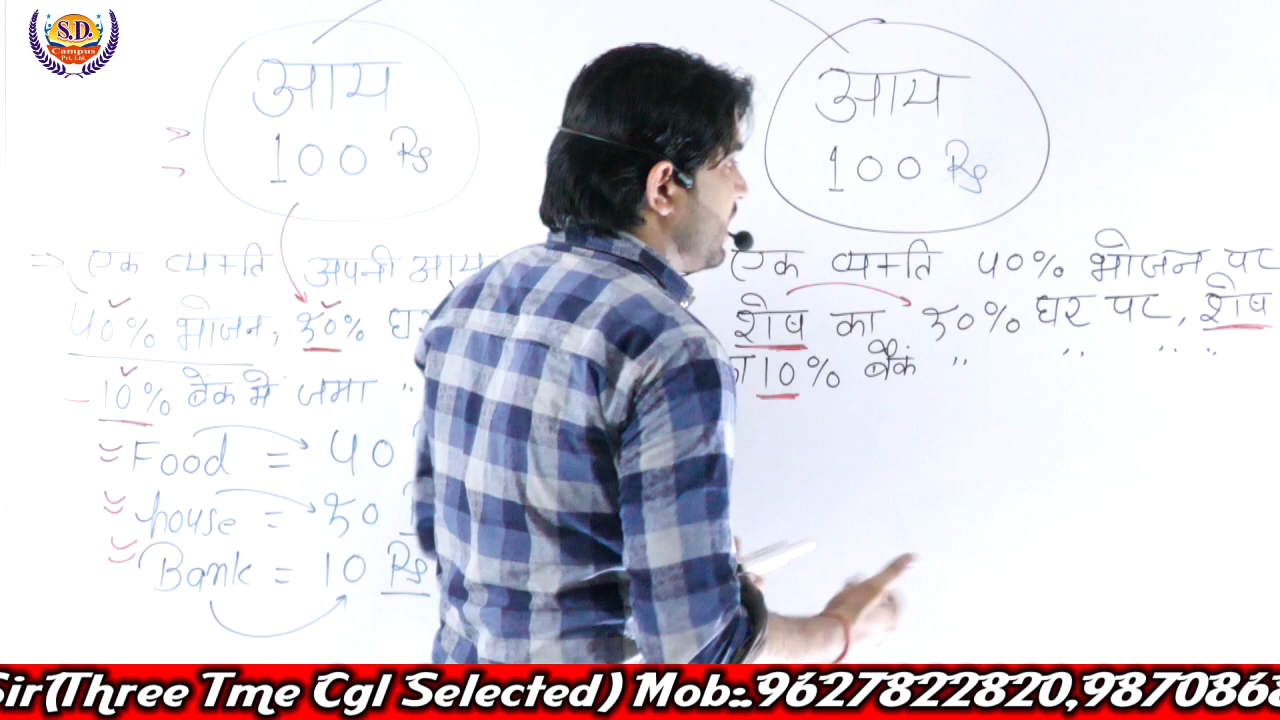 S.D.
Campus
Pvt. Ltd.
आय
100 Rs
⇒ एक व्यक्ति अपनी आय
40% भोजन, 30% घर
10% बैंक में जमा "
Food = 40
house = 30
Bank = 10 Rs
आय
100 Rs
एक व्यक्ति 40% भोजन पर
शेष का 30% घर पर, शेष
का 10% बैंक " " " "
Sir(Three Tme Cgl Selected) Mob:.9627822820,987086